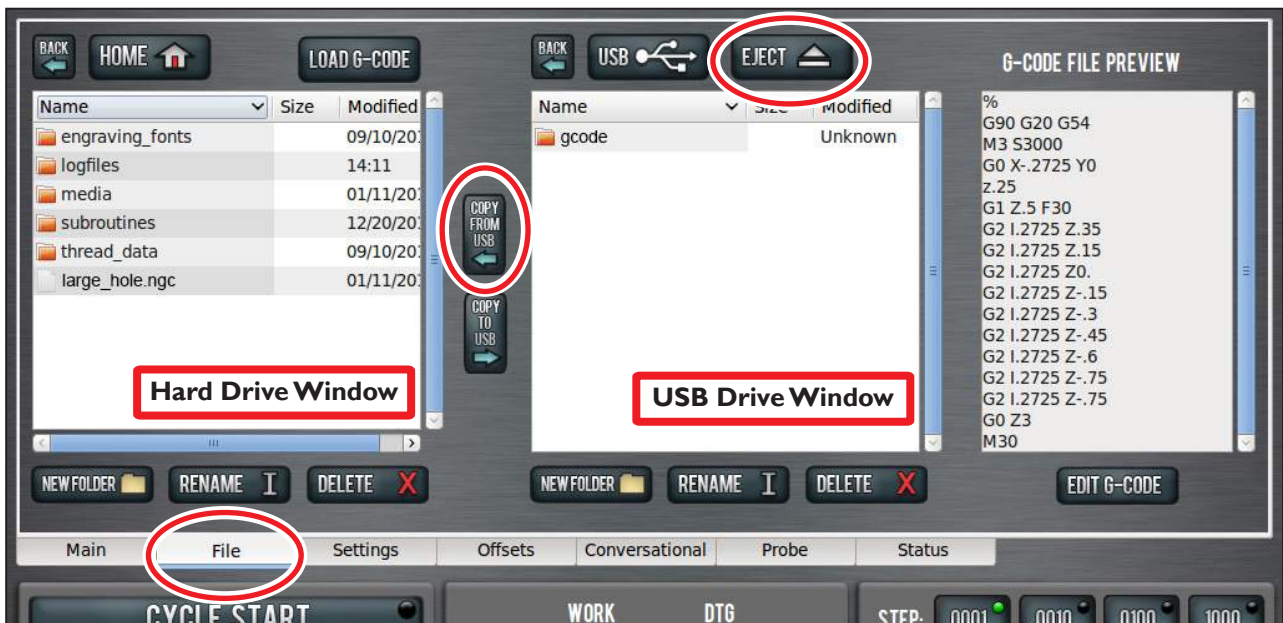 BACK HOME LOAD G-CODE BACK USB EJECT
G-CODE FILE PREVIEW
Name Size Modified
engraving_fonts 09/10/20
logfiles 14:11
media 01/11/20
subroutines 12/20/20
thread_data 09/10/20
large_hole.ngc 01/11/20
Hard Drive Window
NEW FOLDER RENAME DELETE
COPY
FROM
USB
COPY
TO
USB
Name Size Modified
gcode Unknown
USB Drive Window
NEW FOLDER RENAME DELETE
%
G90 G20 G54
M3 S3000
G0 X-.2725 Y0
z.25
G1 Z.5 F30
G2 I.2725 Z.35
G2 I.2725 Z.15
G2 I.2725 Z0.
G2 I.2725 Z-.15
G2 I.2725 Z-.3
G2 I.2725 Z-.45
G2 I.2725 Z-.6
G2 I.2725 Z-.75
G2 I.2725 Z-.75
G0 Z3
M30
EDIT G-CODE
Main File Settings Offsets Conversational Probe Status
CYCLE START WORK DTG STEP: .0001 .0010 .0100 .1000